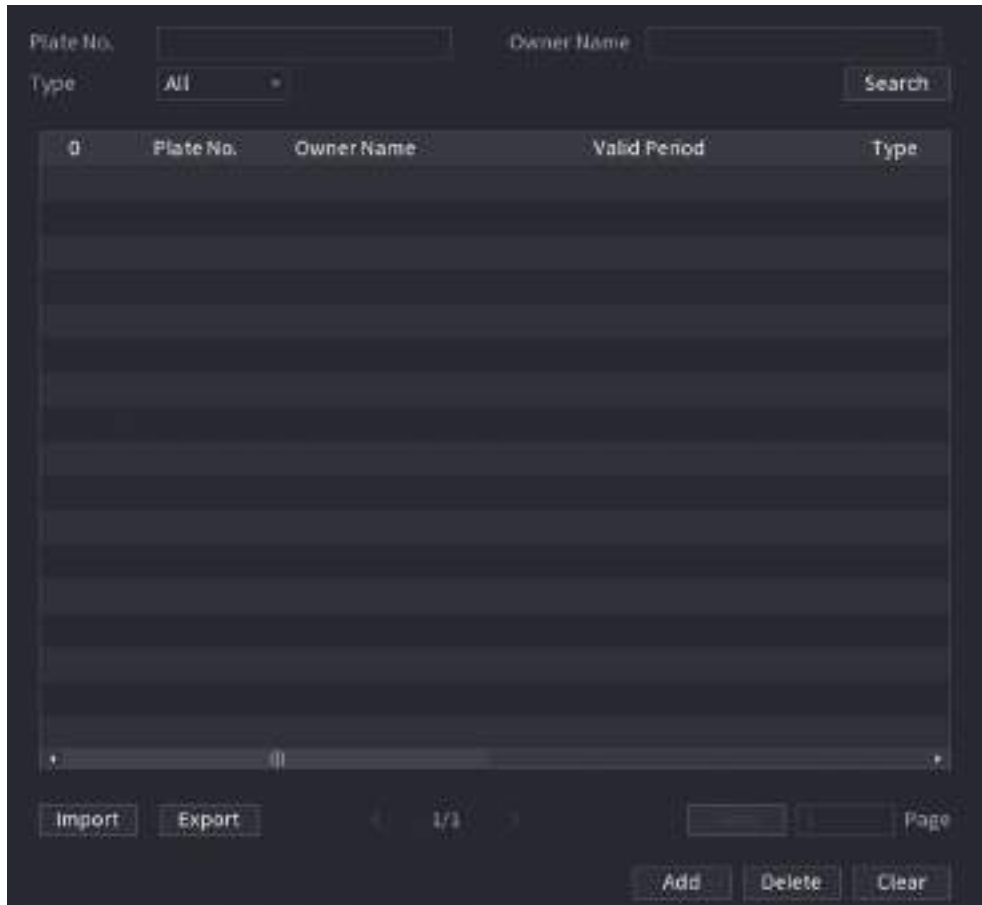 Plate No. Owner Name
Type All Search
0 Plate No. Owner Name Valid Period Type
Import Export 1/1 Page
Add Delete Clear